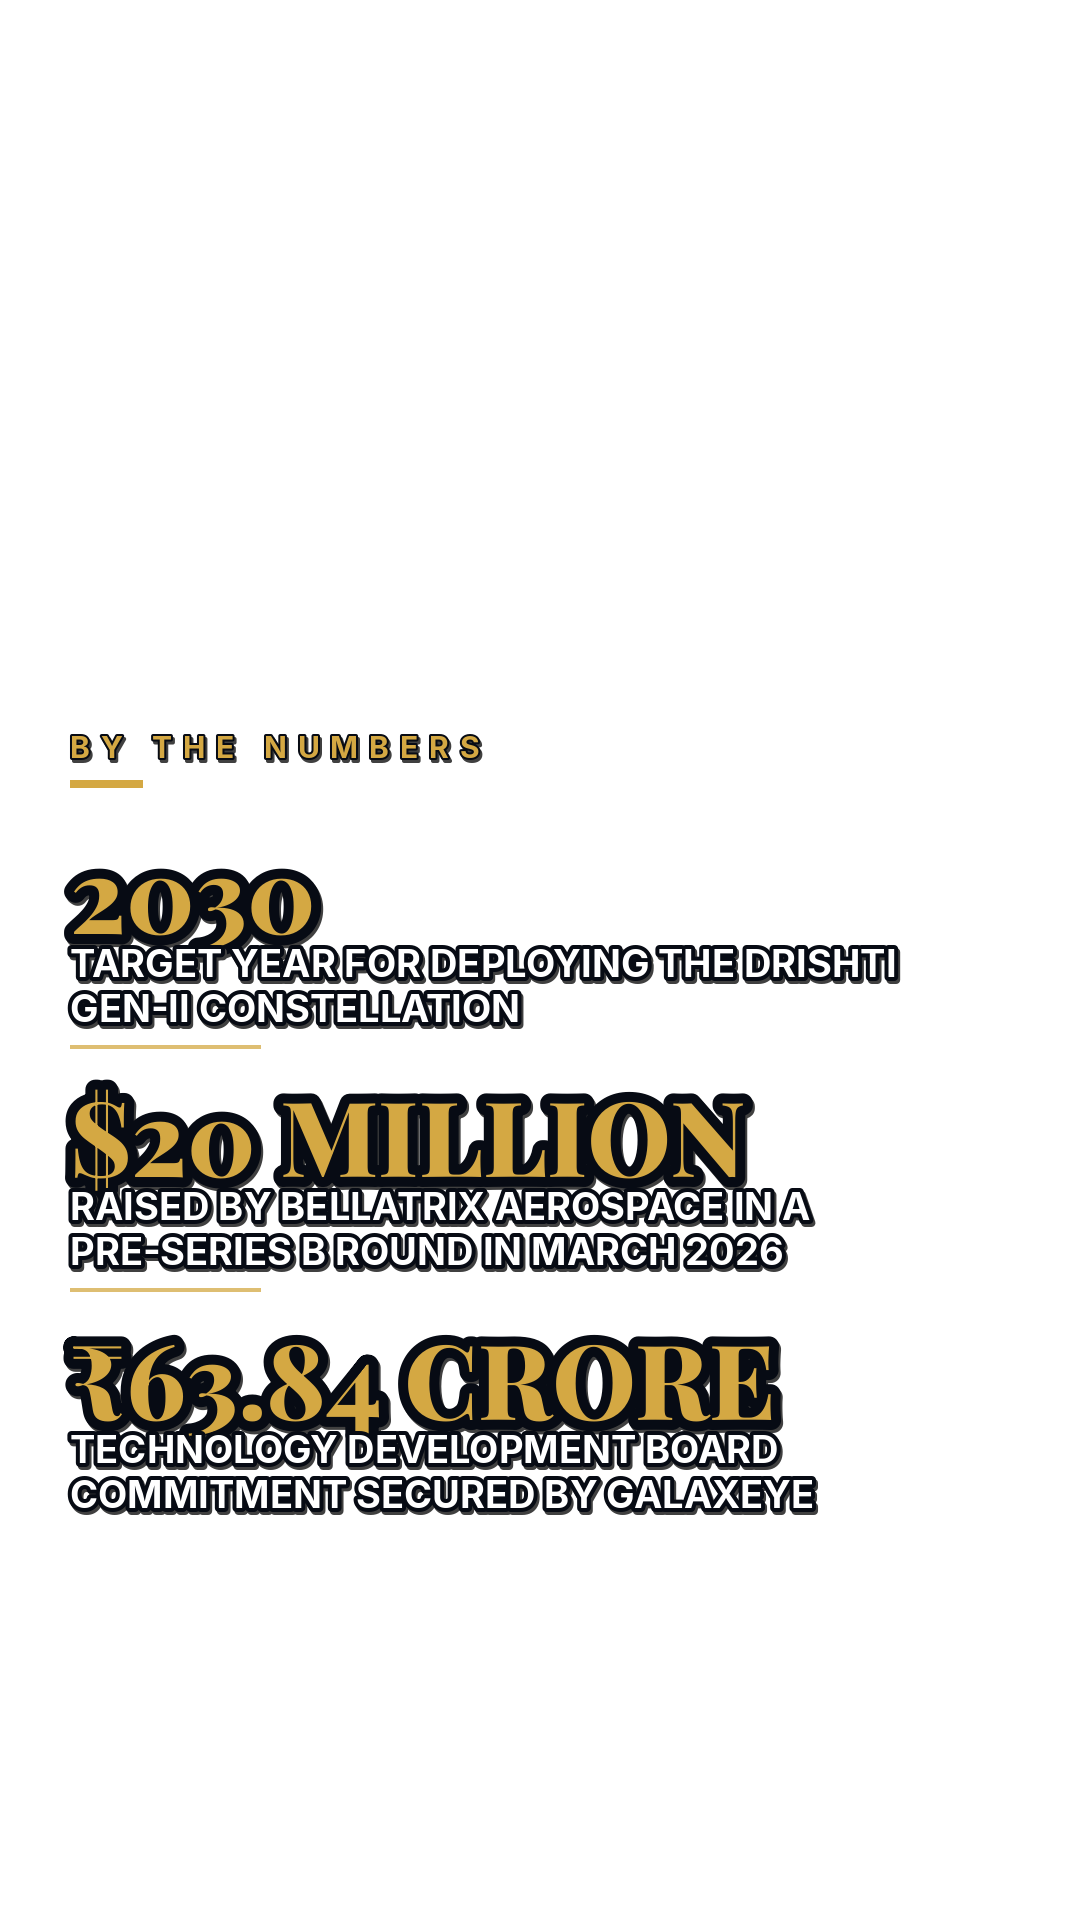 BY THE NUMBERS
2030
TARGET YEAR FOR DEPLOYING THE DRISHTI
GEN-II CONSTELLATION
$20 MILLION
RAISED BY BELLATRIX AEROSPACE IN A
PRE-SERIES B ROUND IN MARCH 2026
₹63.84 CRORE
TECHNOLOGY DEVELOPMENT BOARD
COMMITMENT SECURED BY GALAXEYE